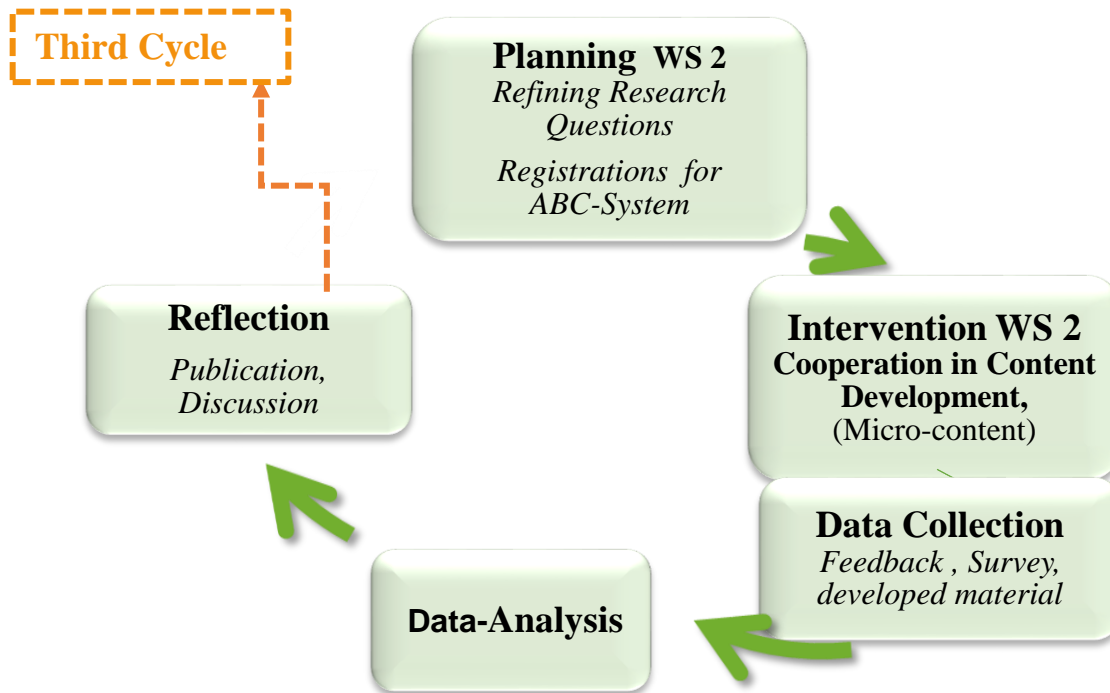 Third Cycle
Planning WS 2
Refining Research
Questions
Registrations for
ABC-System
Intervention WS 2
Cooperation in Content
Development,
(Micro-content)
Data Collection
Feedback , Survey,
developed material
Data-Analysis
Reflection
Publication,
Discussion